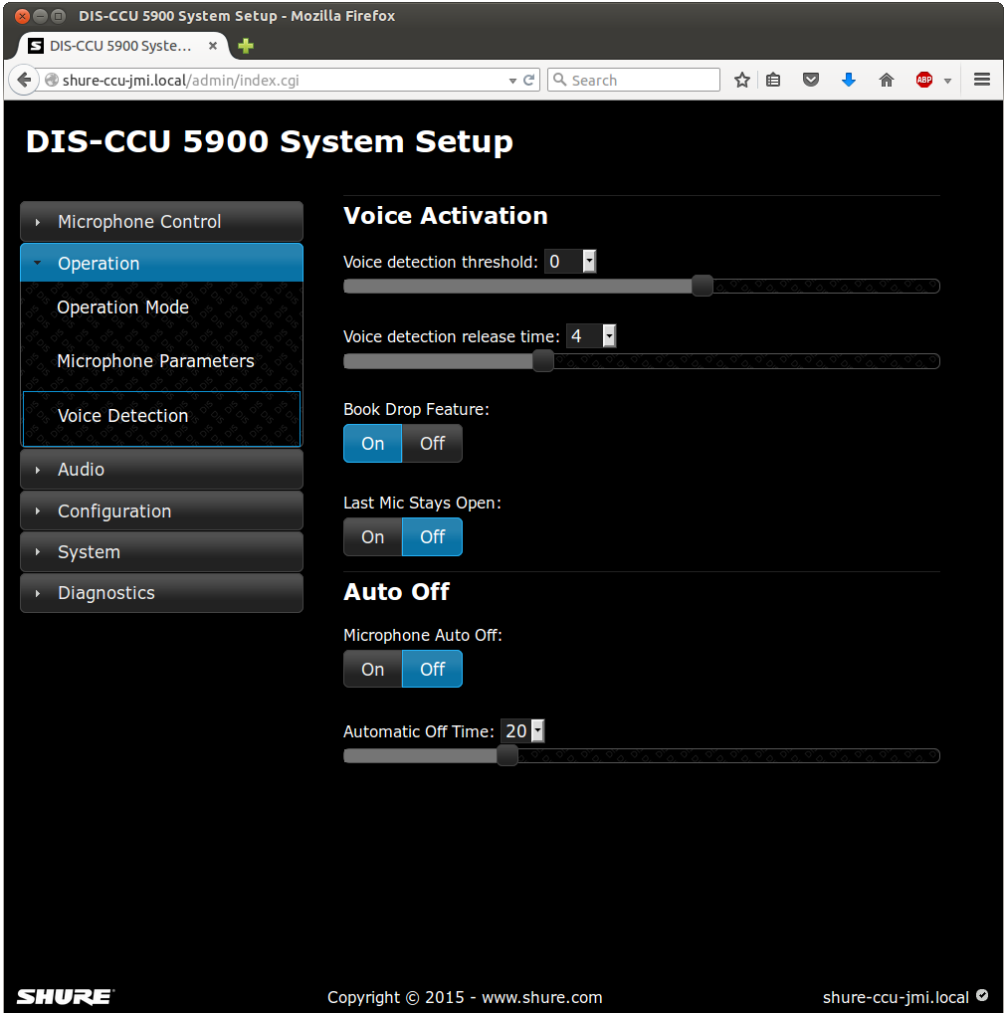 DIS-CCU 5900 System Setup - Mozilla Firefox
DIS-CCU 5900 Syste...
shure-ccu-jmi.local/admin/index.cgi
Search
ABP
DIS-CCU 5900 System Setup
Microphone Control
Operation
Operation Mode
Microphone Parameters
Voice Detection
Audio
Configuration
System
Diagnostics
Voice Activation
Voice detection threshold: 0
Voice detection release time: 4
Book Drop Feature:
On Off
Last Mic Stays Open:
On Off
Auto Off
Microphone Auto Off:
On Off
Automatic Off Time: 20
SHURE
Copyright © 2015 - www.shure.com
shure-ccu-jmi.local